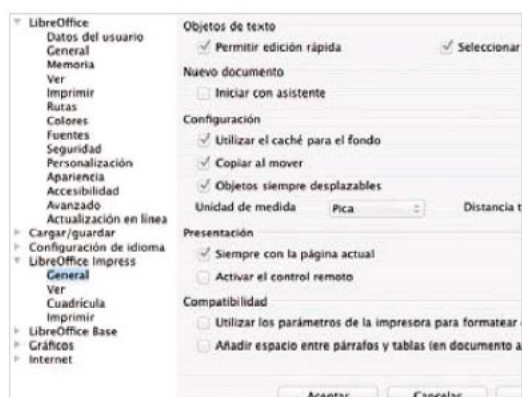 LibreOffice
Datos del usuario
General
Memoria
Ver
Imprimir
Rutas
Colores
Fuentes
Seguridad
Personalización
Apariencia
Accesibilidad
Avanzado
Actualización en línea
Cargar/guardar
Configuración de idioma
LibreOffice Impress
General
Ver
Cuadrícula
Imprimir
LibreOffice Base
Gráficos
Internet
Objetos de texto
Permitir edición rápida
Seleccionar
Nuevo documento
Iniciar con asistente
Configuración
Utilizar el caché para el fondo
Copiar al mover
Objetos siempre desplazables
Unidad de medida Pica Distancia t
Presentación
Siempre con la página actual
Activar el control remoto
Compatibilidad
Utilizar los parámetros de la impresora para formatear
Añadir espacio entre párrafos y tablas (en documento a
Aceptar Cancelar